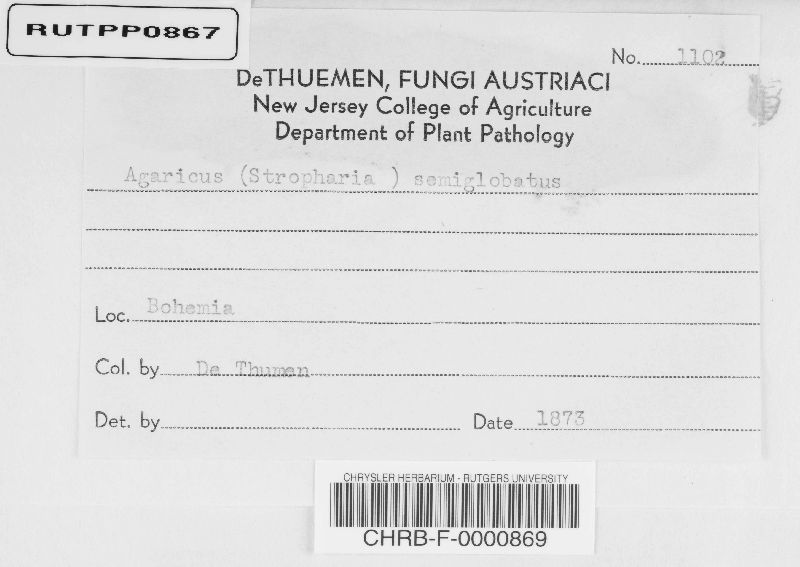 RUTPP0867
No. 1102
DeTHUEMEN, FUNGI AUSTRIACI
New Jersey College of Agriculture
Department of Plant Pathology
Agaricus (Stropharia ) semiglobatus
Loc. Bohemia
Col. by De Thumen
Det. by Date 1873
CHRYSLER HERBARIUM - RUTGERS UNIVERSITY
CHRB-F-0000869